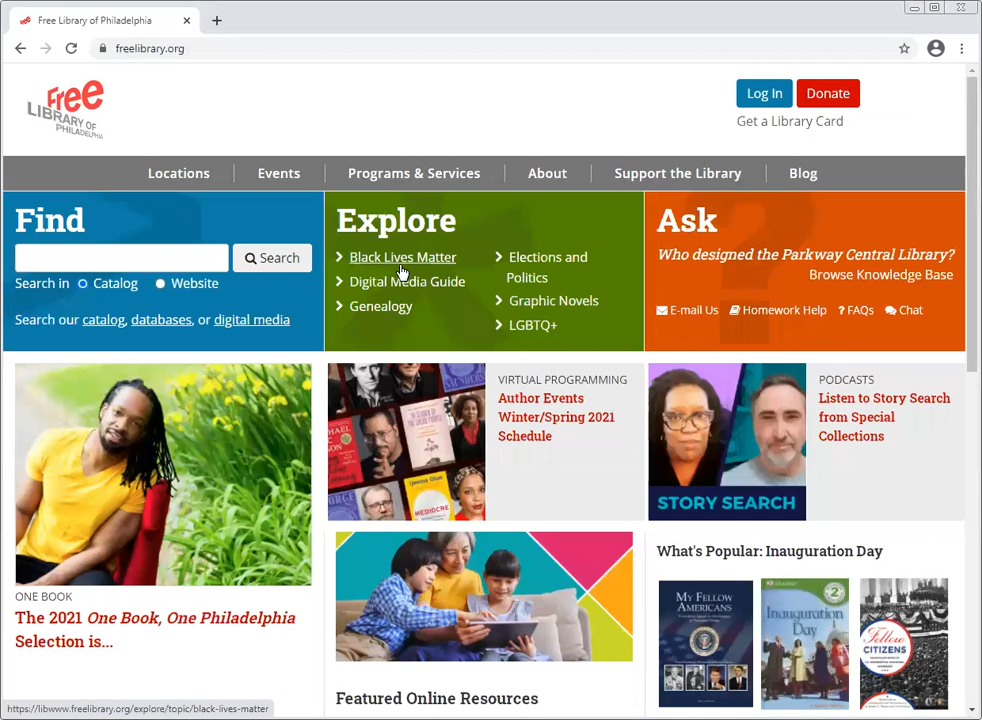 Free Library of Philadelphia
freelibrary.org
Free
LIBRARY OF
PHILADELPHIA
Log In
Donate
Get a Library Card
Locations
Events
Programs & Services
About
Support the Library
Blog
Find
Search
Search in
Catalog
Website
Search our catalog, databases, or digital media
Explore
Black Lives Matter
Digital Media Guide
Genealogy
Elections and
Politics
Graphic Novels
LGBTQ+
Ask
Who designed the Parkway Central Library?
Browse Knowledge Base
E-mail Us
Homework Help
? FAQs
Chat
ONE BOOK
The 2021 One Book, One Philadelphia
Selection is...
VIRTUAL PROGRAMMING
Author Events
Winter/Spring 2021
Schedule
MEDIOCRE
PODCASTS
Listen to Story Search
from Special
Collections
STORY SEARCH
Featured Online Resources
What's Popular: Inauguration Day
MY FELLOW
AMERICANS
Inauguration
Day
Fellow
CITIZENS
https://libwww.freelibrary.org/explore/topic/black-lives-matter